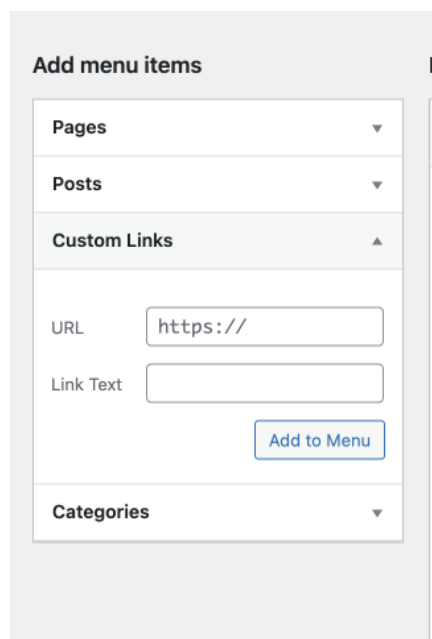 Add menu items
Pages
Posts
Custom Links
URL https://
Link Text
Add to Menu
Categories